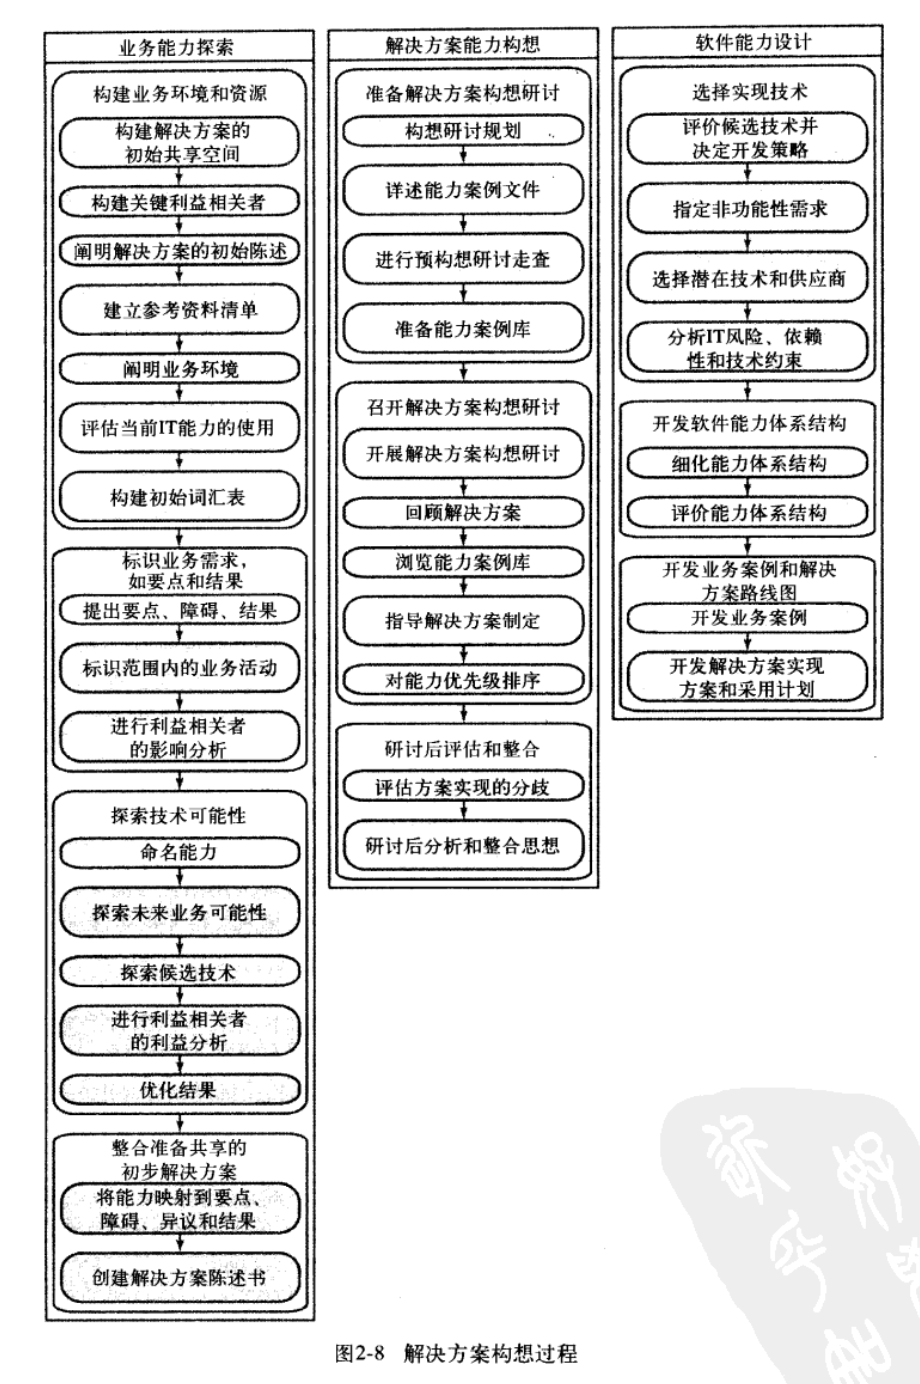 业务能力探索
构建业务环境和资源
构建解决方案的
初始共享空间
构建关键利益相关者
阐明解决方案的初始陈述
建立参考资料清单
阐明业务环境
评估当前IT能力的使用
构建初始词汇表
标识业务需求，
如要点和结果
提出要点、障碍、结果
标识范围内的业务活动
进行利益相关者
的影响分析
探索技术可能性
命名能力
探索未来业务可能性
探索候选技术
进行利益相关者
的利益分析
优化结果
整合准备共享的
初步解决方案
将能力映射到要点、
障碍、异议和结果
创建解决方案陈述书
解决方案能力构想
准备解决方案构想研讨
构想研讨规划
详述能力案例文件
进行预构想研讨走查
准备能力案例库
召开解决方案构想研讨
开展解决方案构想研讨
回顾解决方案
浏览能力案例库
指导解决方案制定
对能力优先级排序
研讨后评估和整合
评估方案实现的分歧
研讨后分析和整合思想
软件能力设计
选择实现技术
评价候选技术并
决定开发策略
指定非功能性需求
选择潜在技术和供应商
分析IT风险、依赖
性和技术约束
开发软件能力体系结构
细化能力体系结构
评价能力体系结构
开发业务案例和解决
方案路线图
开发业务案例
开发解决方案实现
方案和采用计划
图2-8 解决方案构想过程